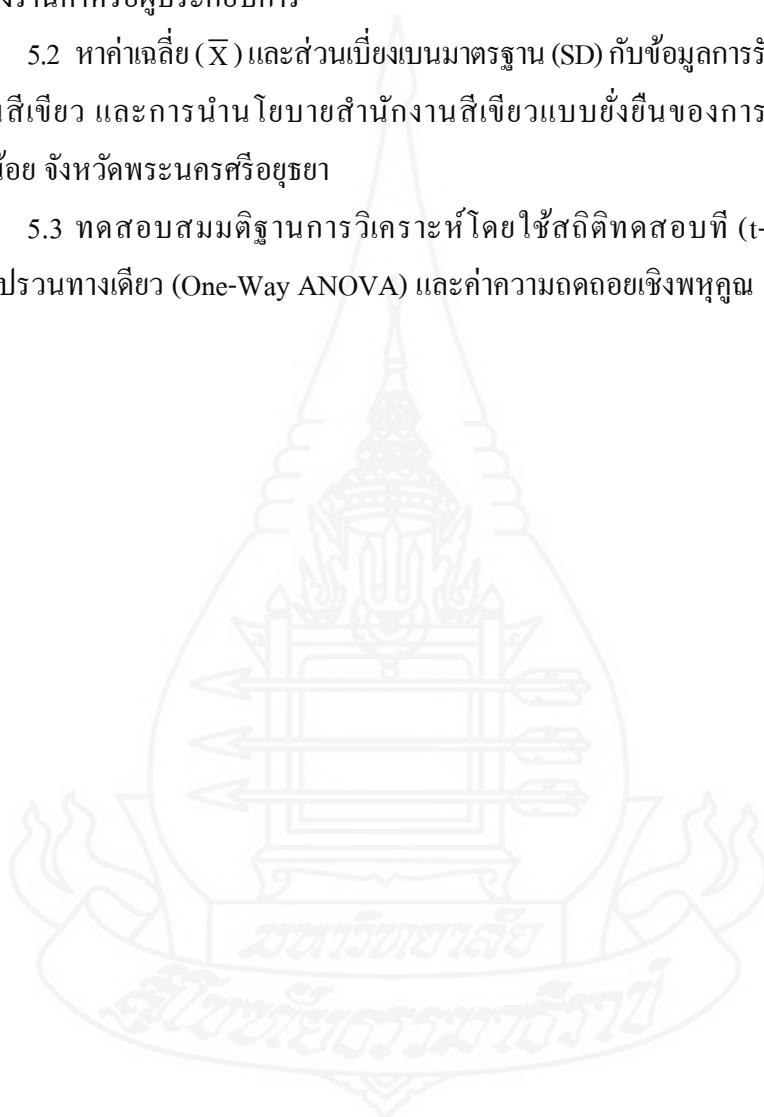 5.2 หาค่าเฉลี่ย (X̅) และส่วนเบี่ยงเบนมาตรฐาน (SD) กับข้อมูลการรั
สีเขียว และการนำนโยบายสำนักงานสีเขียวแบบยั่งยืนของการ
น้อย จังหวัดพระนครศรีอยุธยา
5.3 ทดสอบสมมติฐานการวิเคราะห์โดยใช้สถิติทดสอบที (t-
ปรวนทางเดียว (One-Way ANOVA) และค่าความถดถอยเชิงพหุคูณ
มหาวิทยาลัย
สุโขทัยธรรมาธิราช